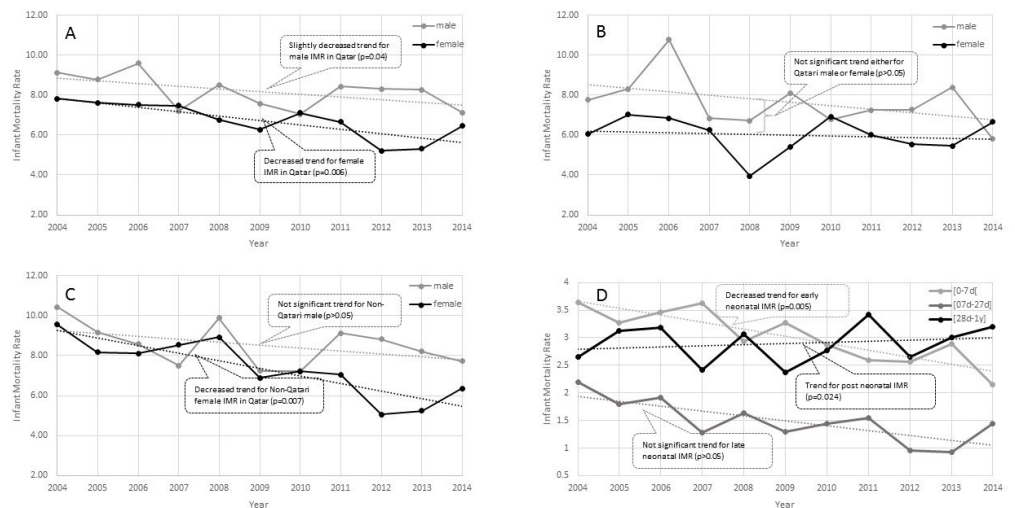 A
male
female
12.00
10.00
8.00
6.00
4.00
2.00
Infant Mortality Rate
Slightly decreased trend for
male IMR in Qatar (p=0.04)
Decreased trend for female
IMR in Qatar (p=0.006)
2004 2005 2006 2007 2008 2009 2010 2011 2012 2013 2014
Year
B
male
female
12.00
10.00
8.00
6.00
4.00
2.00
Infant Mortality Rate
Not significant trend either for
Qatari male or female (p>0.05)
2004 2005 2006 2007 2008 2009 2010 2011 2012 2013 2014
Year
C
male
female
12.00
10.00
8.00
6.00
4.00
2.00
Infant Mortality Rate
Not significant trend for Non-
Qatari male (p>0.05)
Decreased trend for Non-Qatari
female IMR in Qatar (p=0.007)
2004 2005 2006 2007 2008 2009 2010 2011 2012 2013 2014
Year
D
[0-7d[
[07d-27d]
[28d-1y]
4
3.5
3
2.5
2
1.5
1
0.5
Infant Mortality Rate
Decreased trend for early
neonatal IMR (p=0.005)
Trend for post neonatal IMR
(p=0.024)
Not significant trend for late
neonatal IMR (p>0.05)
2004 2005 2006 2007 2008 2009 2010 2011 2012 2013 2014
Year